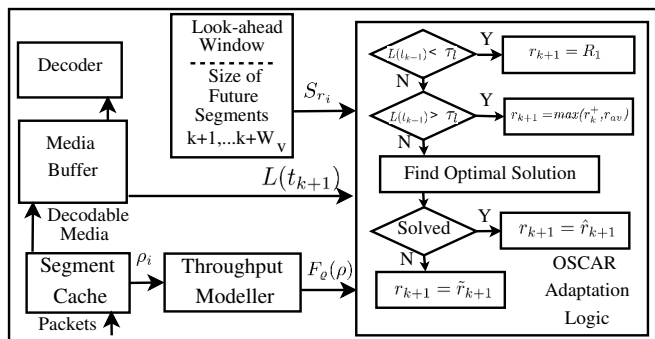 Decoder
Media
Buffer
Decodable
Media
Segment
Cache
Packets
Look-ahead
Window
Size of
Future
Segments
k+1,...k+W_v
S_{r_i}
L(t_{k+1})
ρ_i
Throughput
Modeller
F_ϱ(ρ)
L(t_{k-1}) < τ_l
Y
r_{k+1} = R_1
N
L(t_{k-1}) > τ_l
Y
r_{k+1} = max(r_k^+, r_{av})
N
Find Optimal Solution
Solved
Y
r_{k+1} = r̂_{k+1}
N
r_{k+1} = r̃_{k+1}
OSCAR
Adaptation
Logic